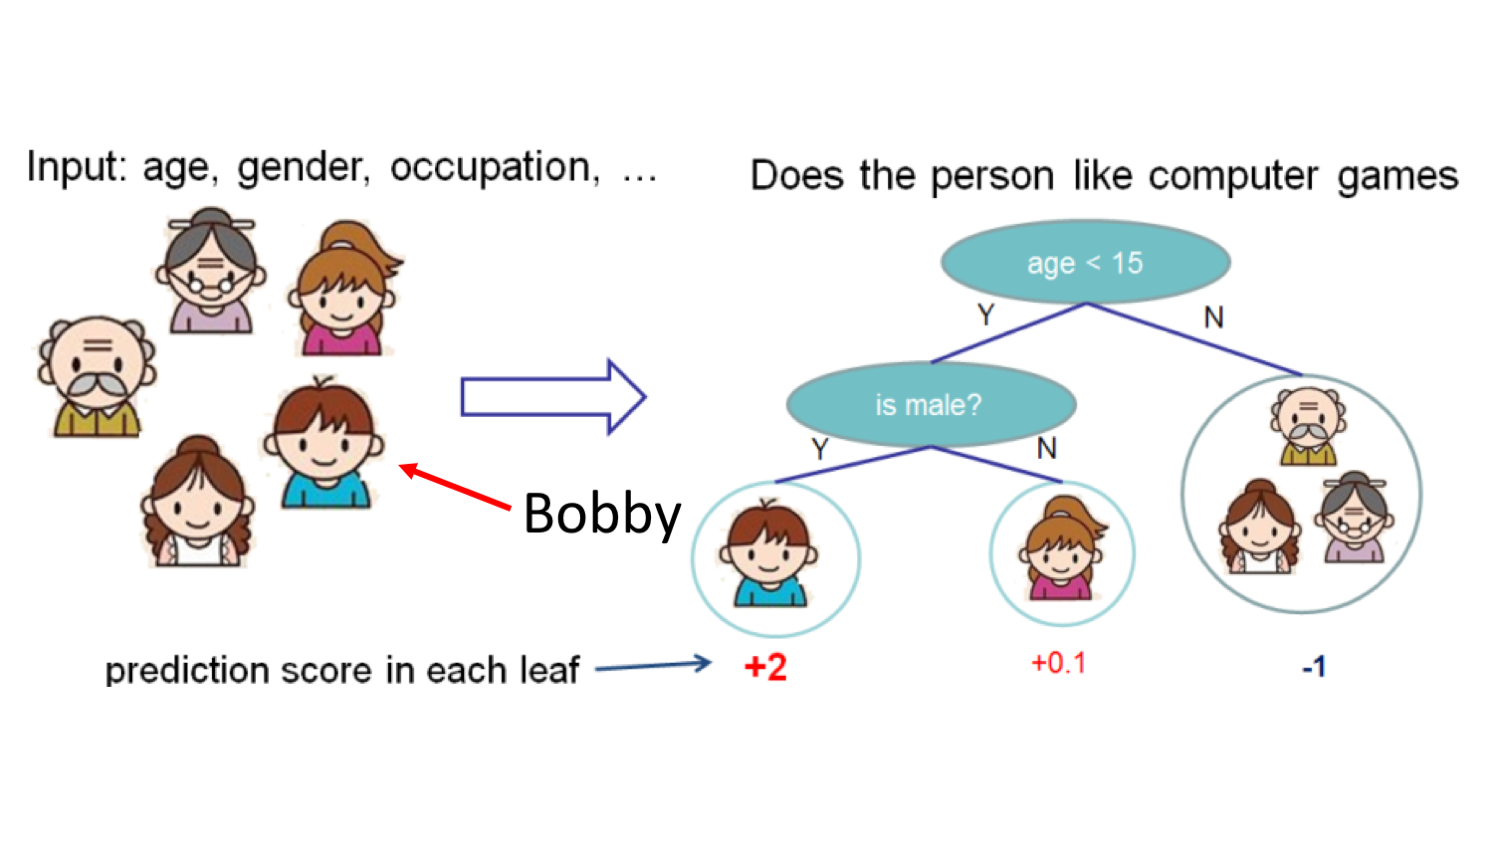 Input: age, gender, occupation, ...
Does the person like computer games
age < 15
Y
N
is male?
Y
N
Bobby
prediction score in each leaf
+2
+0.1
-1